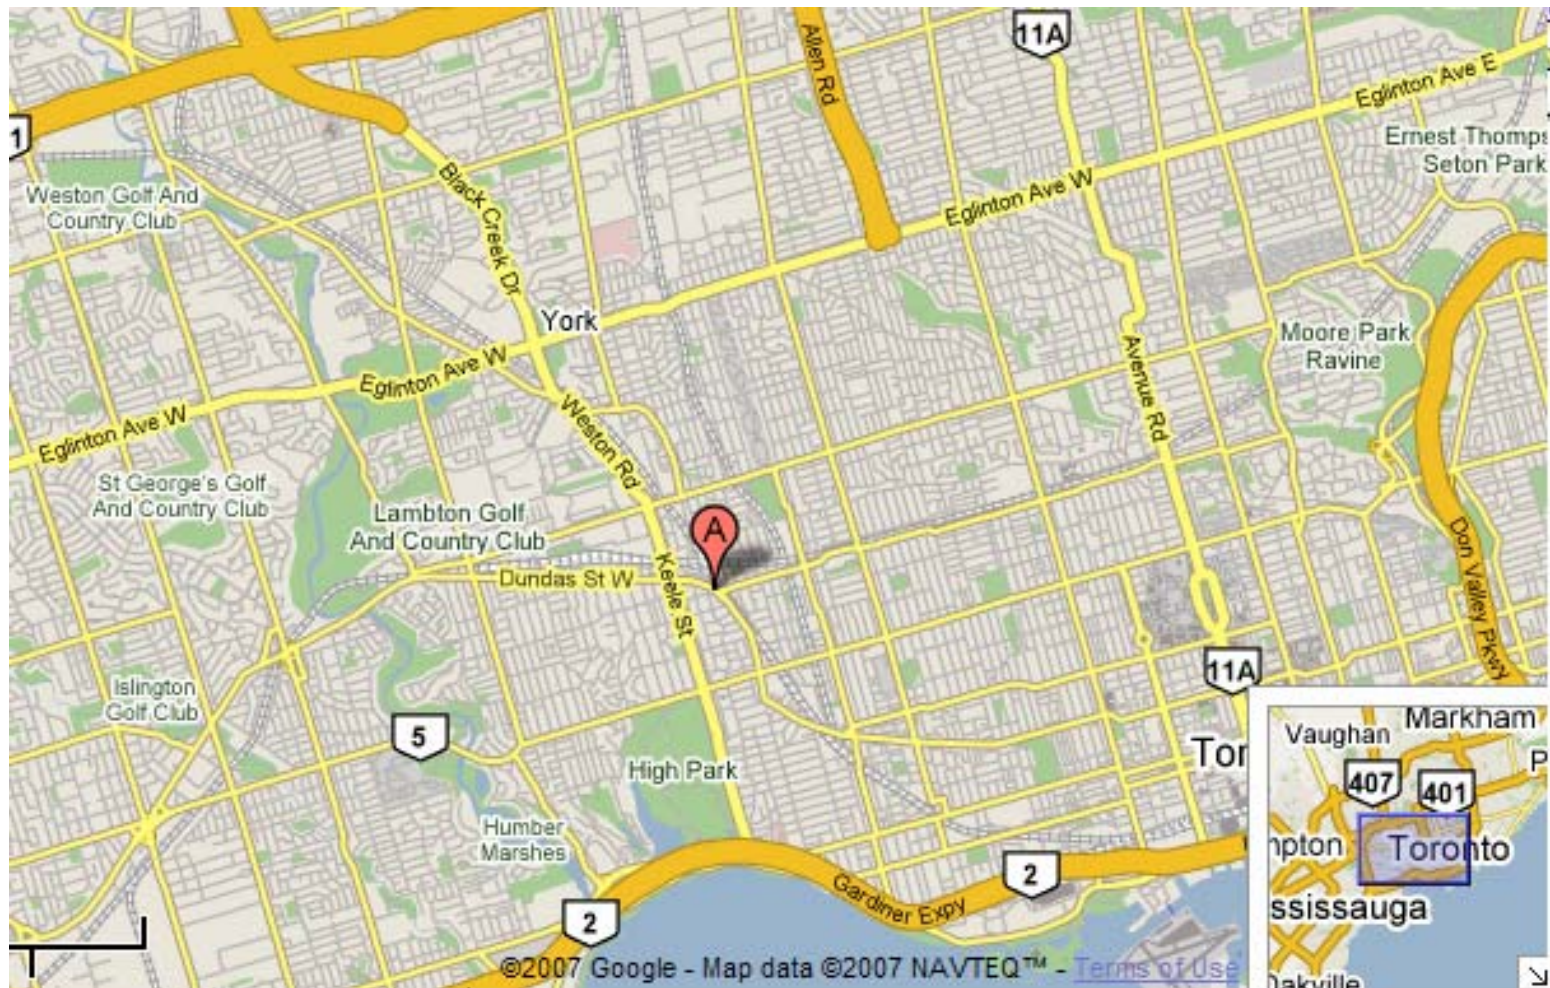 11A
Allen Rd
Eglinton Ave E
1
Ernest Thomps
Seton Park
Weston Golf And
Country Club
Black Creek Dr
Eglinton Ave W
York
Moore Park
Ravine
Avenue Rd
Eglinton Ave W
Eglinton Ave W
Weston Rd
St George's Golf
And Country Club
Lambton Golf
And Country Club
A
Dundas St W
Keele St
Don Valley Pkwy
11A
Islington
Golf Club
5
High Park
Tor
Humber
Marshes
2
Gardiner Expy
2
©2007 Google - Map data ©2007 NAVTEQ™ - Terms of Use
Markham
Vaughan
P
407
401
mpton
Toronto
ssissauga
Oakville